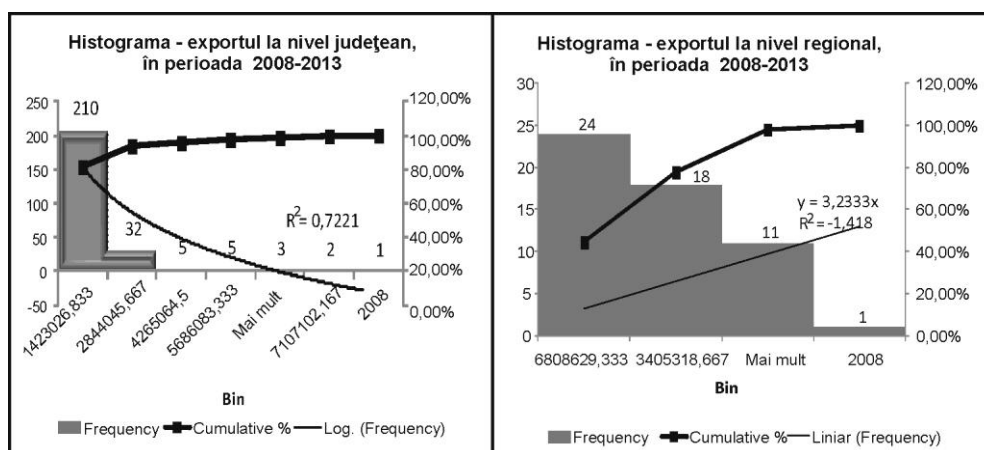 Histograma - exportul la nivel judeţean,
în perioada 2008-2013
250
200
150
100
50
0
-50
120,00%
100,00%
80,00%
60,00%
40,00%
20,00%
0,00%
210
32
5
5
3
2
1
R²= 0,7221
1423026,833
2844045,667
4265064,5
5686083,333
Mai mult
7107102,167
2008
Bin
Frequency
Cumulative %
Log. (Frequency)
Histograma - exportul la nivel regional,
în perioada 2008-2013
30
25
20
15
10
5
0
120,00%
100,00%
80,00%
60,00%
40,00%
20,00%
0,00%
24
18
11
1
y = 3,2333x
R² = -1,418
6808629,333
3405318,667
Mai mult
2008
Bin
Frequency
Cumulative %
Liniar (Frequency)